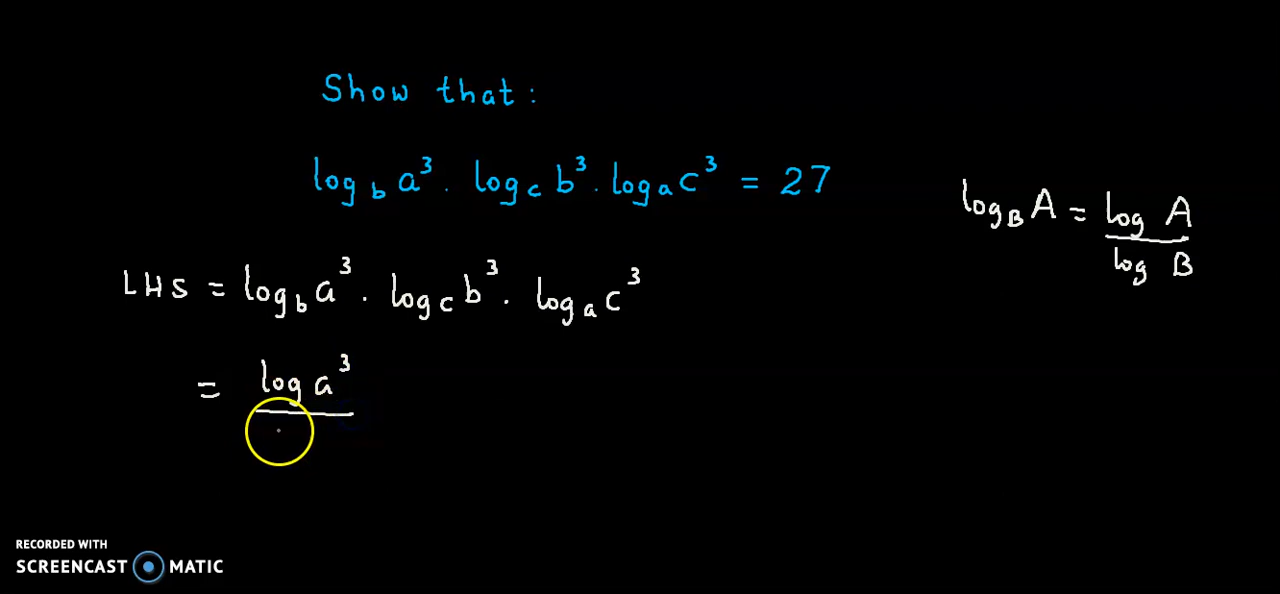 Show that:
log_b a³ . log_c b³ . log_a c³ = 27
log_B A = log A / log B
LHS = log_b a³ . log_c b³ . log_a c³
= log a³
RECORDED WITH
SCREENCAST MATIC